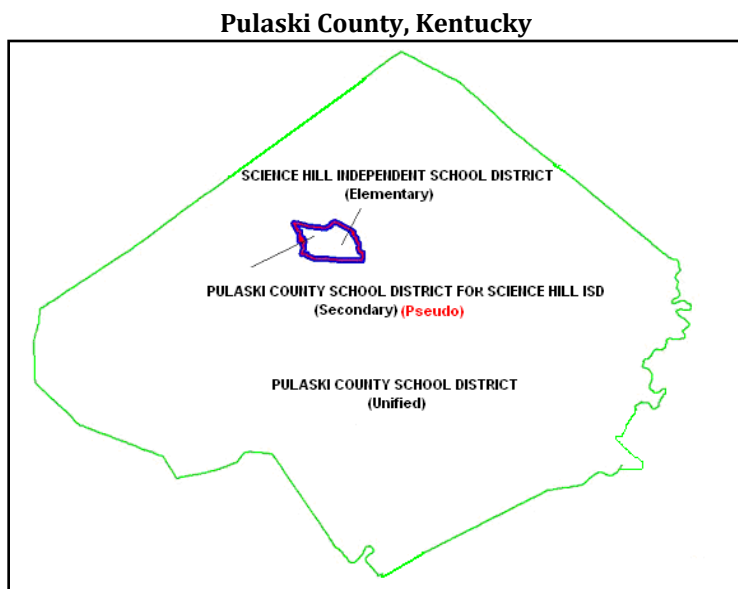 Pulaski County, Kentucky
SCIENCE HILL INDEPENDENT SCHOOL DISTRICT
(Elementary)
PULASKI COUNTY SCHOOL DISTRICT FOR SCIENCE HILL ISD
(Secondary) (Pseudo)
PULASKI COUNTY SCHOOL DISTRICT
(Unified)